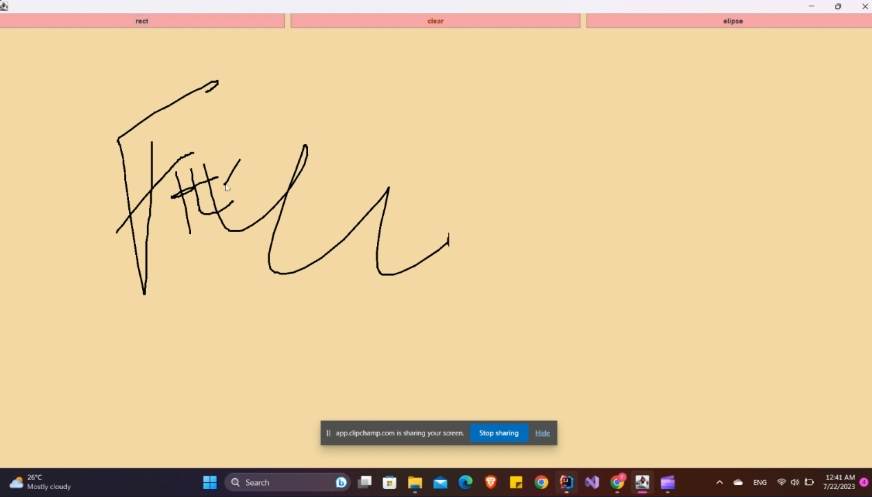 rect
clear
elipse
app.clipchamp.com is sharing your screen.
Stop sharing
Hide
26°C
Mostly cloudy
Search
ENG
12:41 AM
7/22/2023